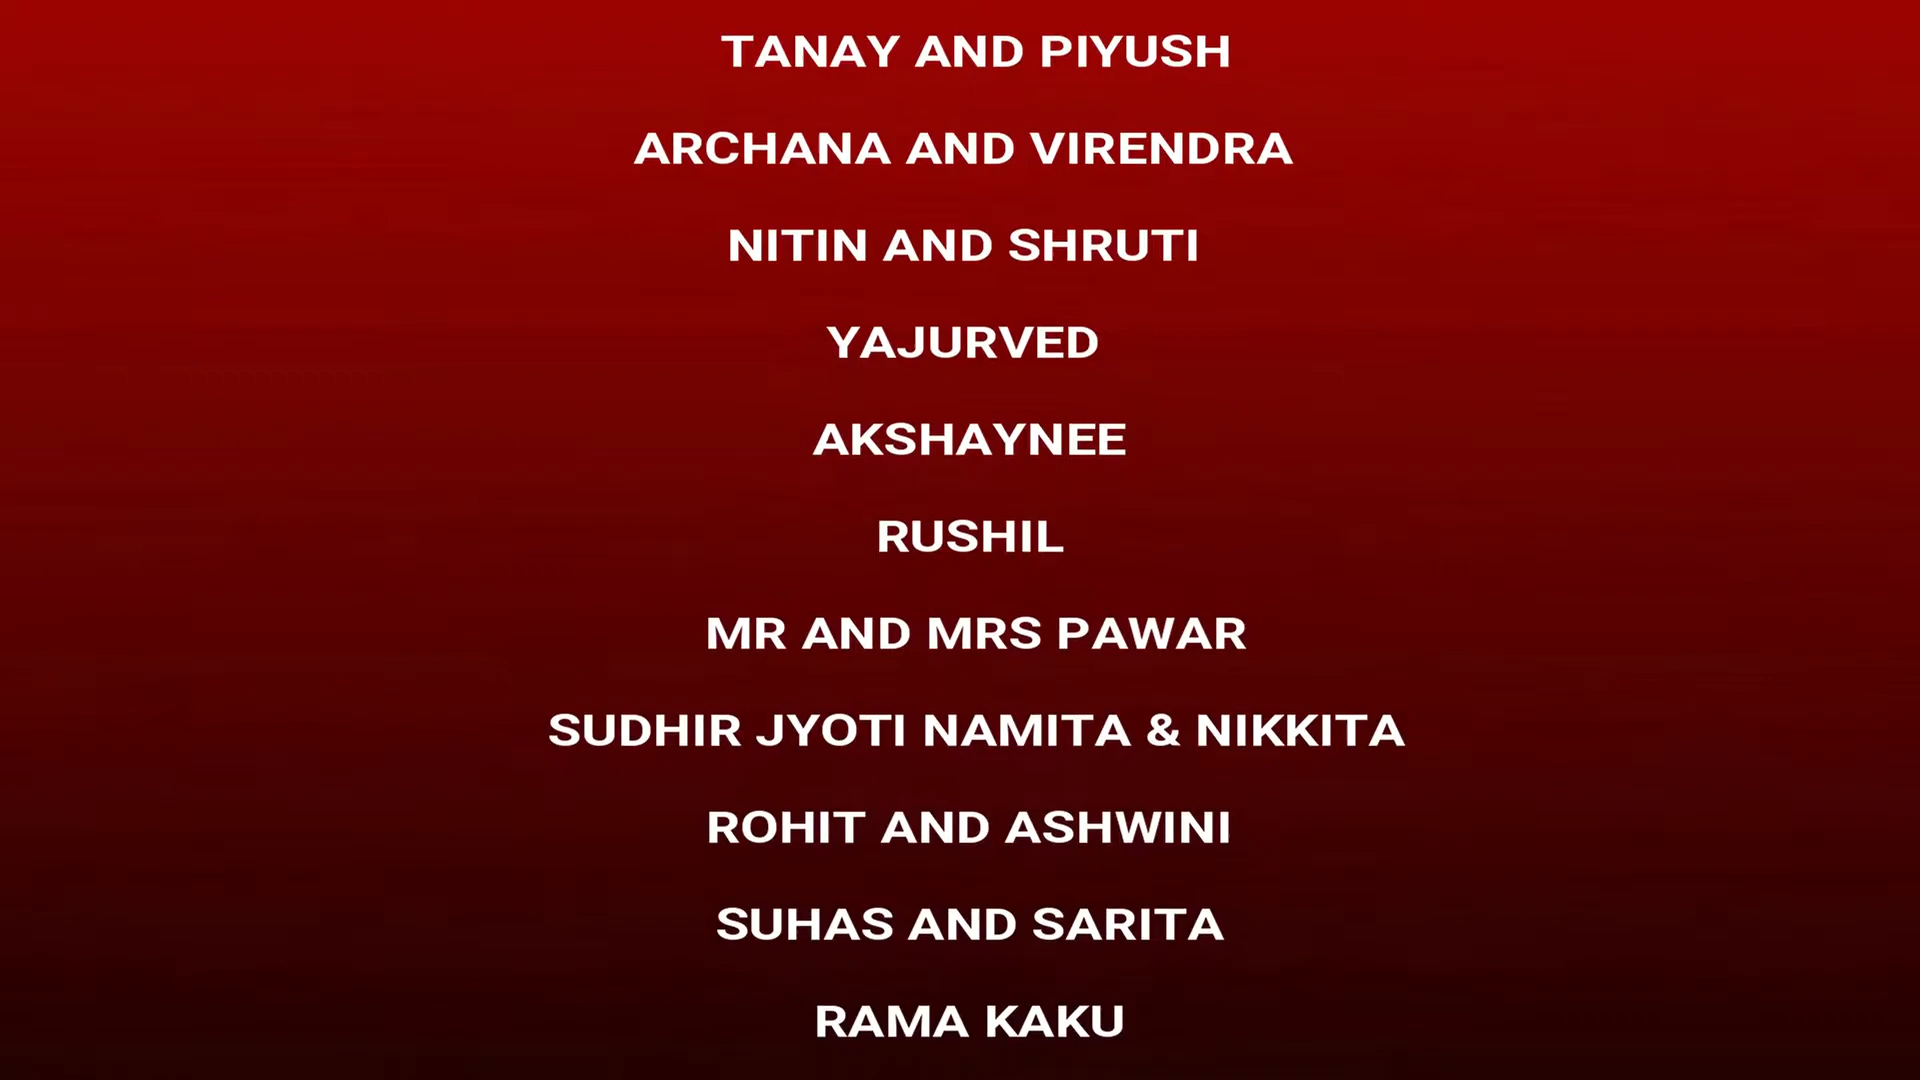 TANAY AND PIYUSH
ARCHANA AND VIRENDRA
NITIN AND SHRUTI
YAJURVED
AKSHAYNEE
RUSHIL
MR AND MRS PAWAR
SUDHIR JYOTI NAMITA & NIKKITA
ROHIT AND ASHWINI
SUHAS AND SARITA
RAMA KAKU